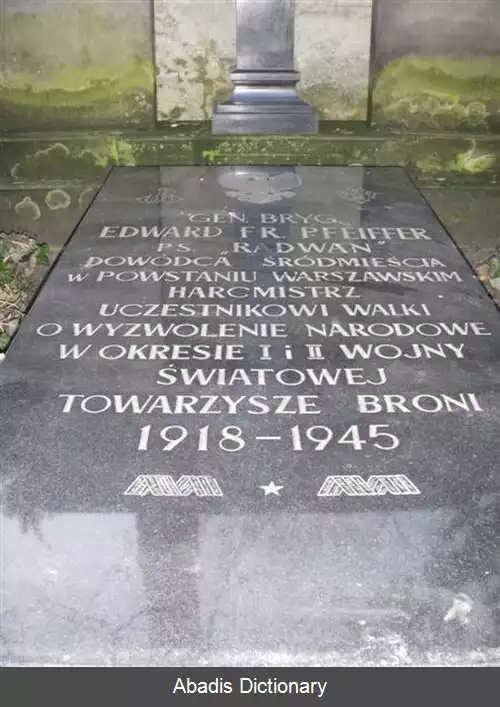 GEN. BRYG.
EDWARD FR. PFEIFFER
PS. "RADWAN"
DOWÓDCA ŚRÓDMIEŚCIA
W POWSTANIU WARSZAWSKIM
HARCMISTRZ
UCZESTNIKOWI WALKI
O WYZWOLENIE NARODOWE
W OKRESIE I i II WOJNY
ŚWIATOWEJ
TOWARZYSZE BRONI
1918-1945
Abadis Dictionary